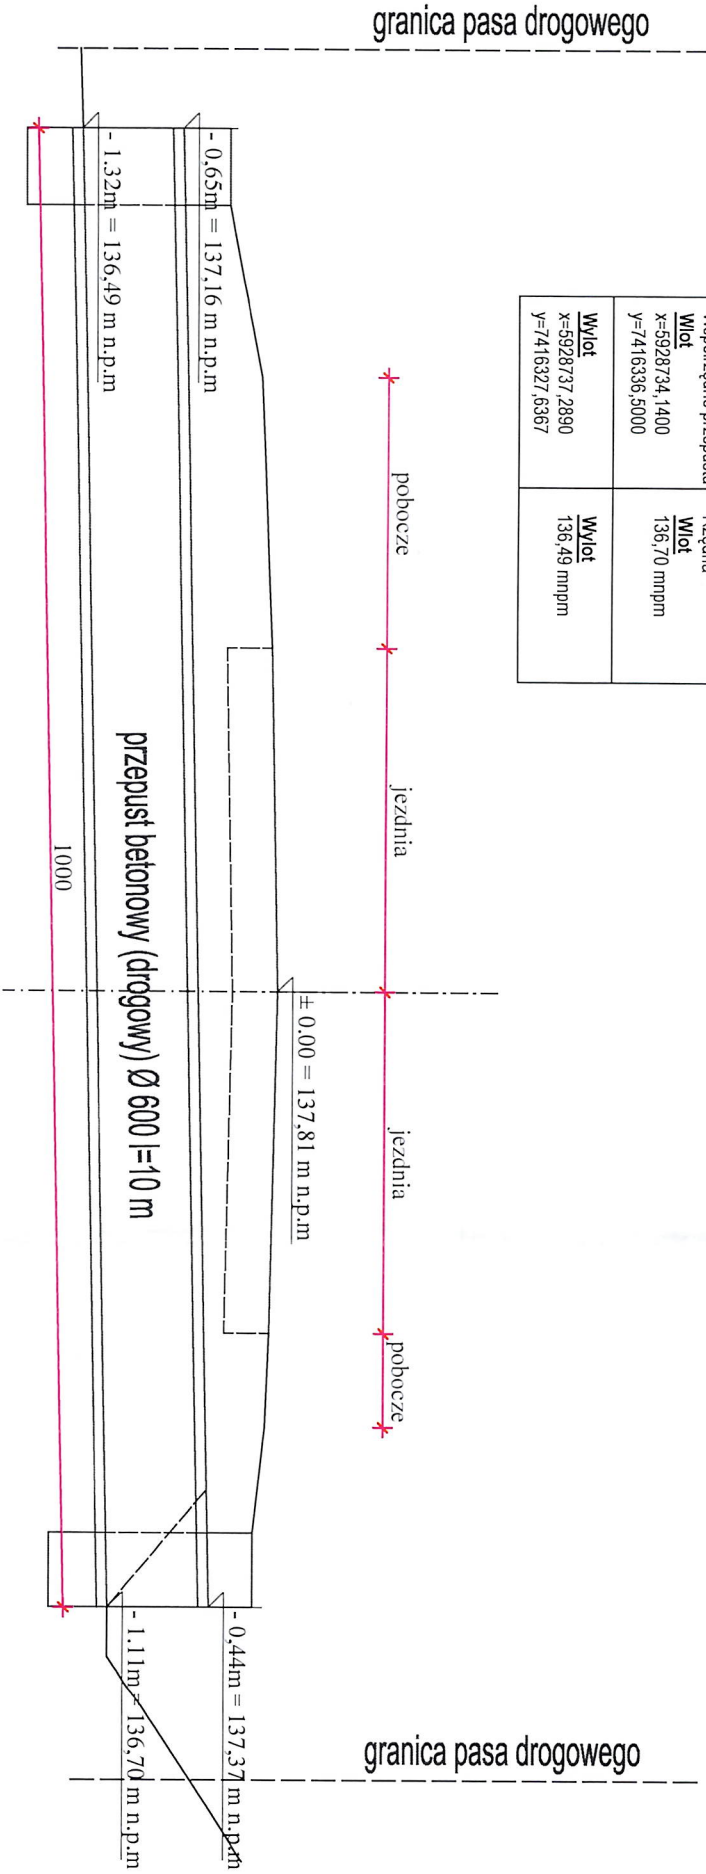 granica pasa drogowego
Wlot
x=5928734,1400
y=7416336,5000
Wlot
136,70 mnpm
Wylot
x=5928737,2890
y=7416327,6367
Wylot
136,49 mnpm
pobocze
jezdnia
jezdnia
pobocze
± 0.00 = 137,81 m n.p.m
- 0,65m = 137,16 m n.p.m
- 1.32m = 136,49 m n.p.m
przepust betonowy (drogowy) Ø 600 l=10 m
1000
- 0,44m = 137,37 m n.p.m
- 1.11m = 136,70 m n.p.m
granica pasa drogowego